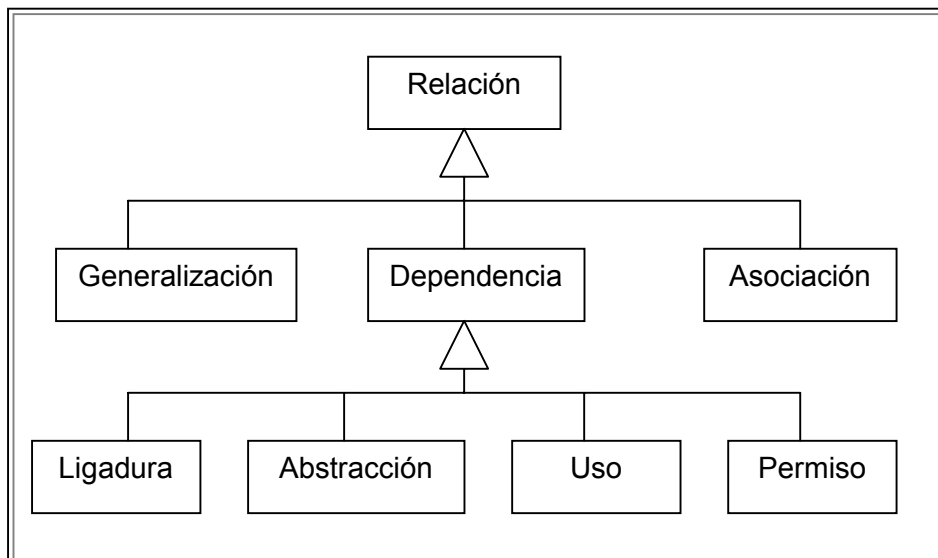 Relación
Generalización
Dependencia
Asociación
Ligadura
Abstracción
Uso
Permiso